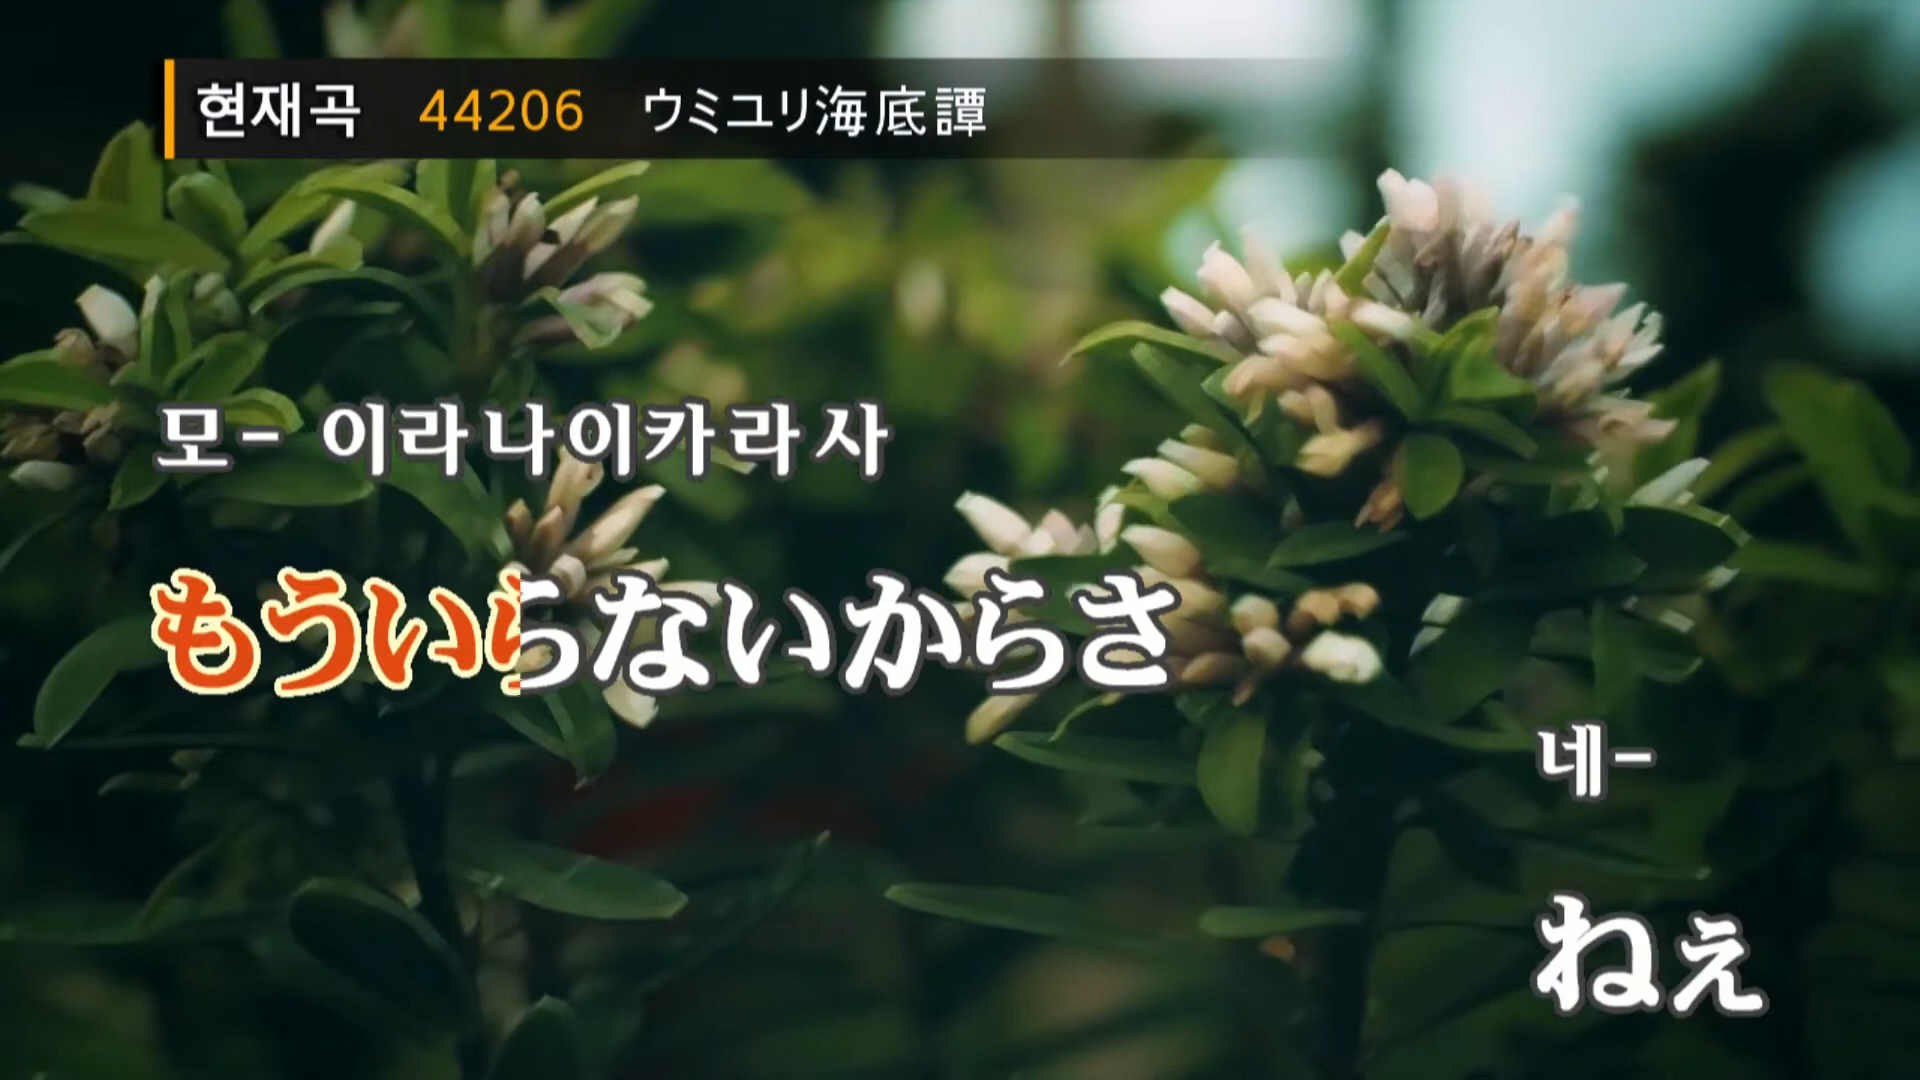 현재곡 44206 ウミユリ海底譚
모- 이라나이카라사
もういらないからさ
네-
ねぇ